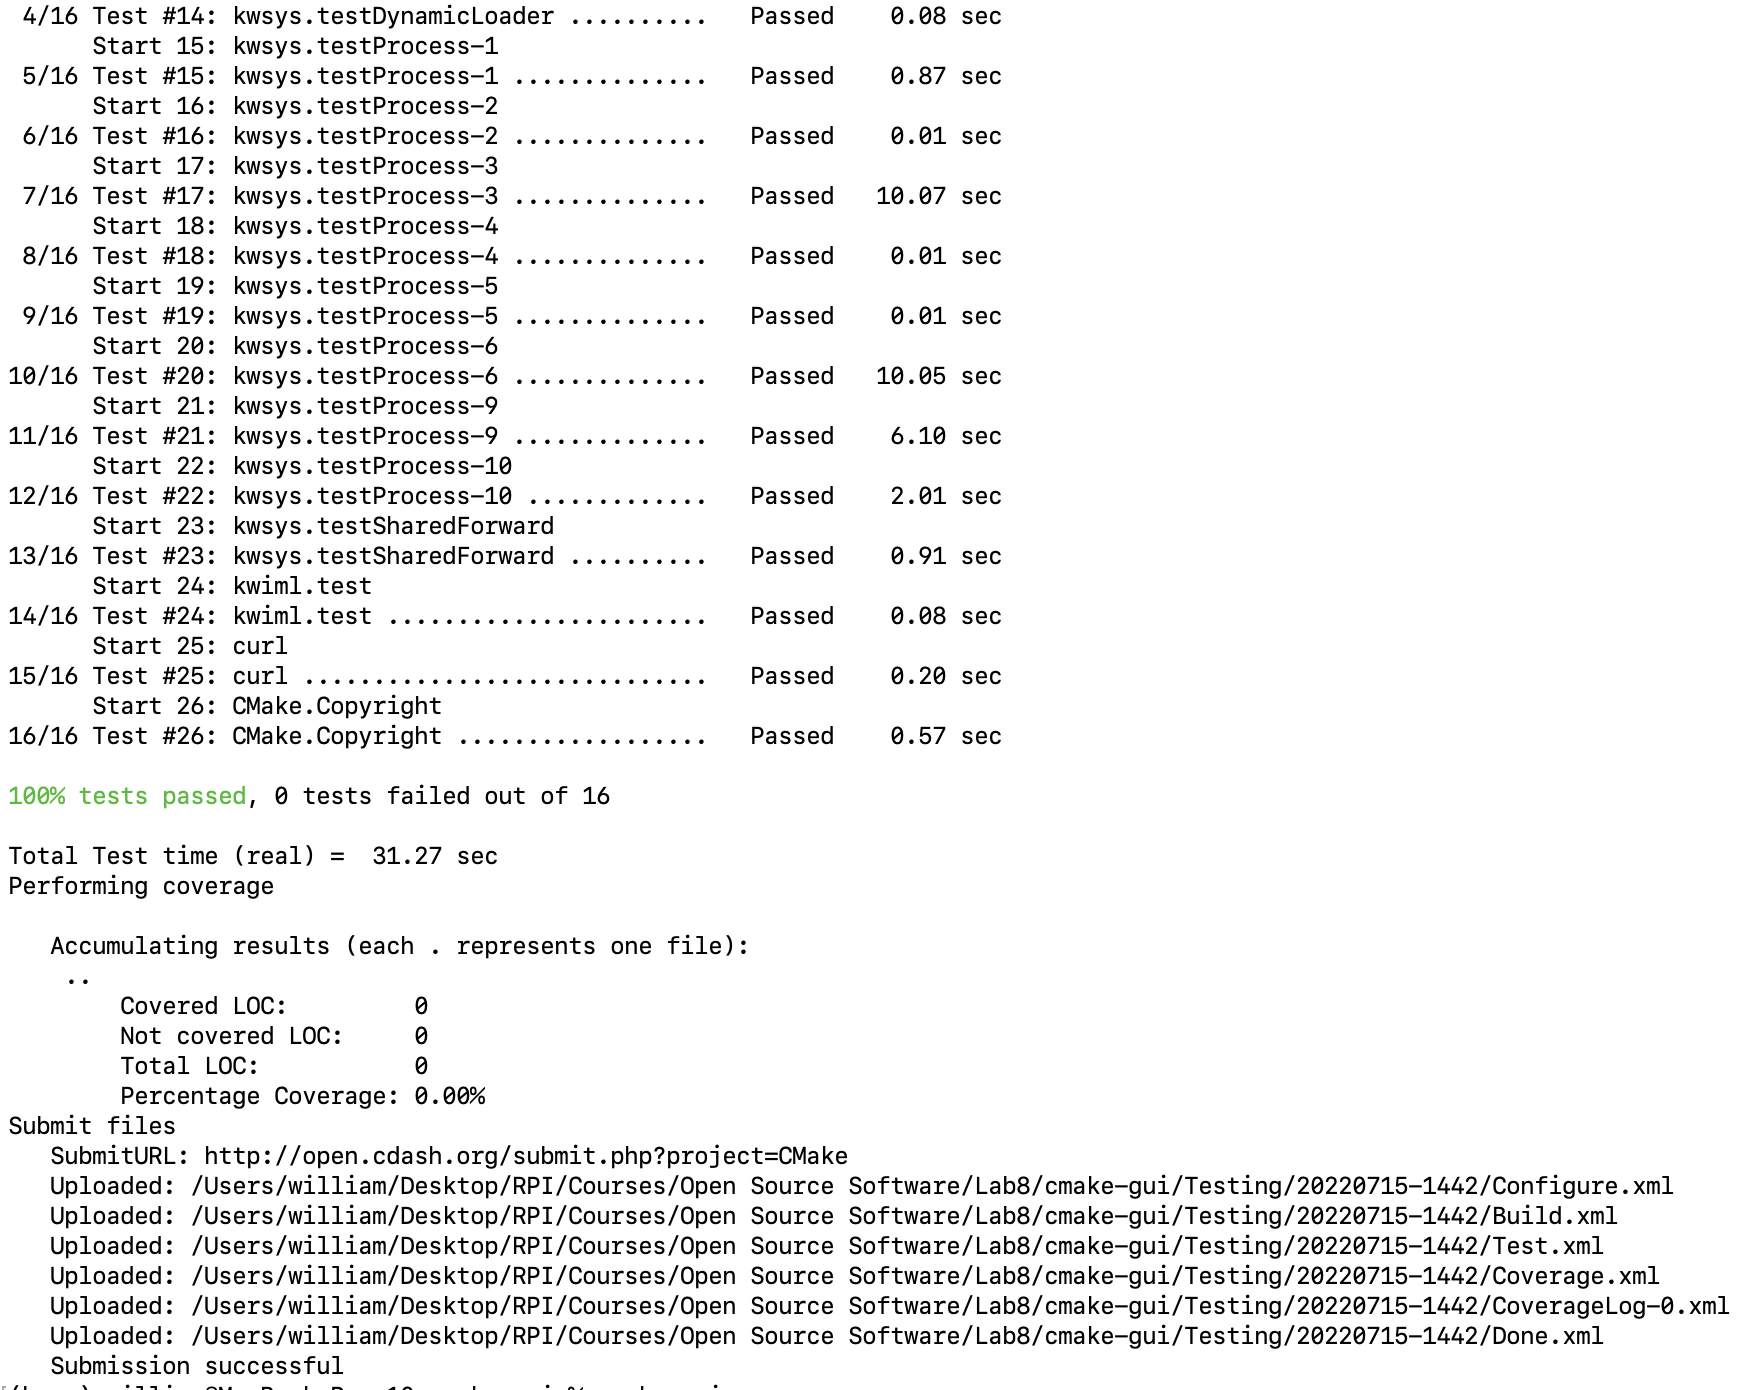 4/16 Test #14: kwsys.testDynamicLoader ..........   Passed    0.08 sec
      Start 15: kwsys.testProcess-1
 5/16 Test #15: kwsys.testProcess-1 ..............   Passed    0.87 sec
      Start 16: kwsys.testProcess-2
 6/16 Test #16: kwsys.testProcess-2 ..............   Passed    0.01 sec
      Start 17: kwsys.testProcess-3
 7/16 Test #17: kwsys.testProcess-3 ..............   Passed   10.07 sec
      Start 18: kwsys.testProcess-4
 8/16 Test #18: kwsys.testProcess-4 ..............   Passed    0.01 sec
      Start 19: kwsys.testProcess-5
 9/16 Test #19: kwsys.testProcess-5 ..............   Passed    0.01 sec
      Start 20: kwsys.testProcess-6
10/16 Test #20: kwsys.testProcess-6 ..............   Passed   10.05 sec
      Start 21: kwsys.testProcess-9
11/16 Test #21: kwsys.testProcess-9 ..............   Passed    6.10 sec
      Start 22: kwsys.testProcess-10
12/16 Test #22: kwsys.testProcess-10 .............   Passed    2.01 sec
      Start 23: kwsys.testSharedForward
13/16 Test #23: kwsys.testSharedForward ..........   Passed    0.91 sec
      Start 24: kwiml.test
14/16 Test #24: kwiml.test .......................   Passed    0.08 sec
      Start 25: curl
15/16 Test #25: curl .............................   Passed    0.20 sec
      Start 26: CMake.Copyright
16/16 Test #26: CMake.Copyright ..................   Passed    0.57 sec

100% tests passed, 0 tests failed out of 16

Total Test time (real) =  31.27 sec
Performing coverage

   Accumulating results (each . represents one file):
    ..
        Covered LOC:         0
        Not covered LOC:     0
        Total LOC:           0
        Percentage Coverage: 0.00%
Submit files
   SubmitURL: http://open.cdash.org/submit.php?project=CMake
   Uploaded: /Users/william/Desktop/RPI/Courses/Open Source Software/Lab8/cmake-gui/Testing/20220715-1442/Configure.xml
   Uploaded: /Users/william/Desktop/RPI/Courses/Open Source Software/Lab8/cmake-gui/Testing/20220715-1442/Build.xml
   Uploaded: /Users/william/Desktop/RPI/Courses/Open Source Software/Lab8/cmake-gui/Testing/20220715-1442/Test.xml
   Uploaded: /Users/william/Desktop/RPI/Courses/Open Source Software/Lab8/cmake-gui/Testing/20220715-1442/Coverage.xml
   Uploaded: /Users/william/Desktop/RPI/Courses/Open Source Software/Lab8/cmake-gui/Testing/20220715-1442/CoverageLog-0.xml
   Uploaded: /Users/william/Desktop/RPI/Courses/Open Source Software/Lab8/cmake-gui/Testing/20220715-1442/Done.xml
   Submission successful